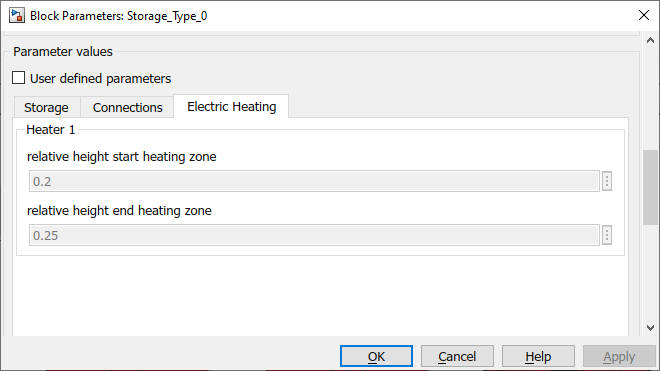 Block Parameters: Storage_Type_0
Parameter values
User defined parameters
Storage
Connections
Electric Heating
Heater 1
relative height start heating zone
0.2
relative height end heating zone
0.25
OK
Cancel
Help
Apply